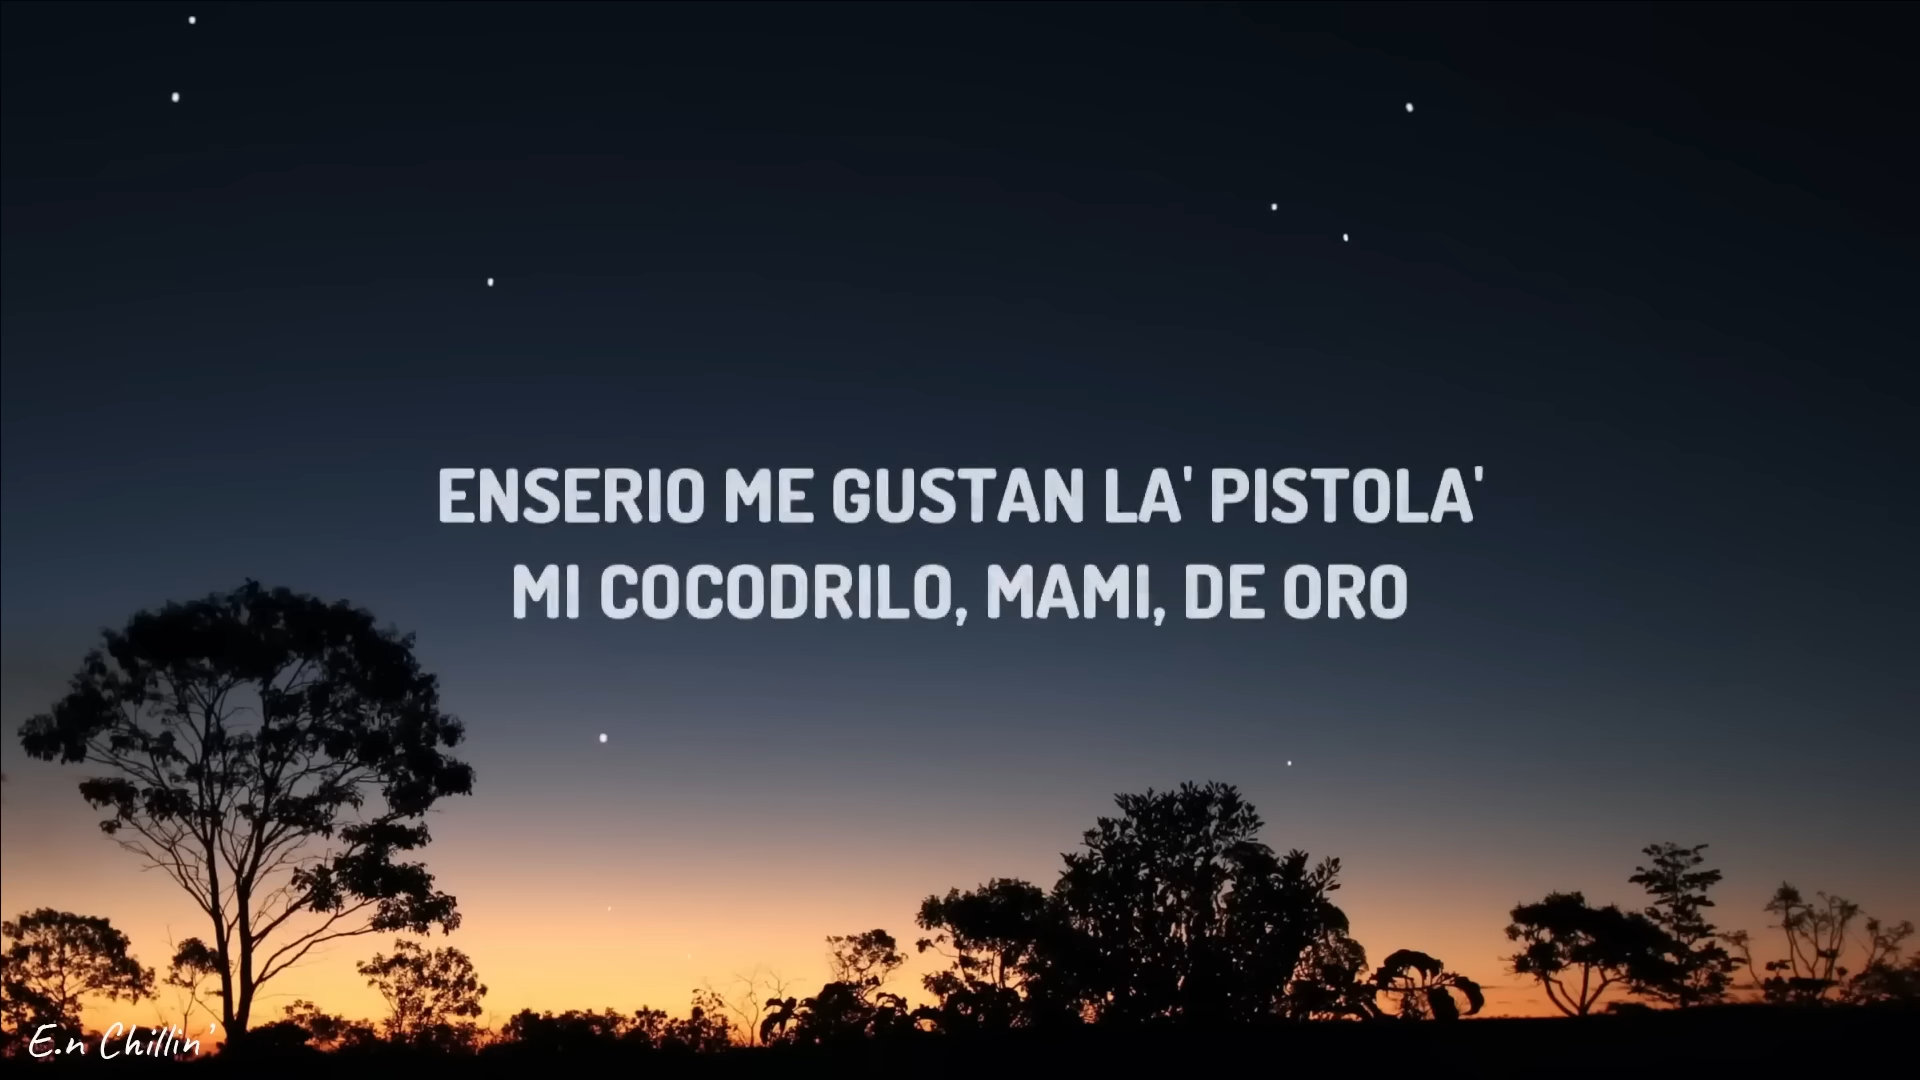 ENSERIO ME GUSTAN LA' PISTOLA'
MI COCODRILO, MAMI, DE ORO
E.n Chillin'